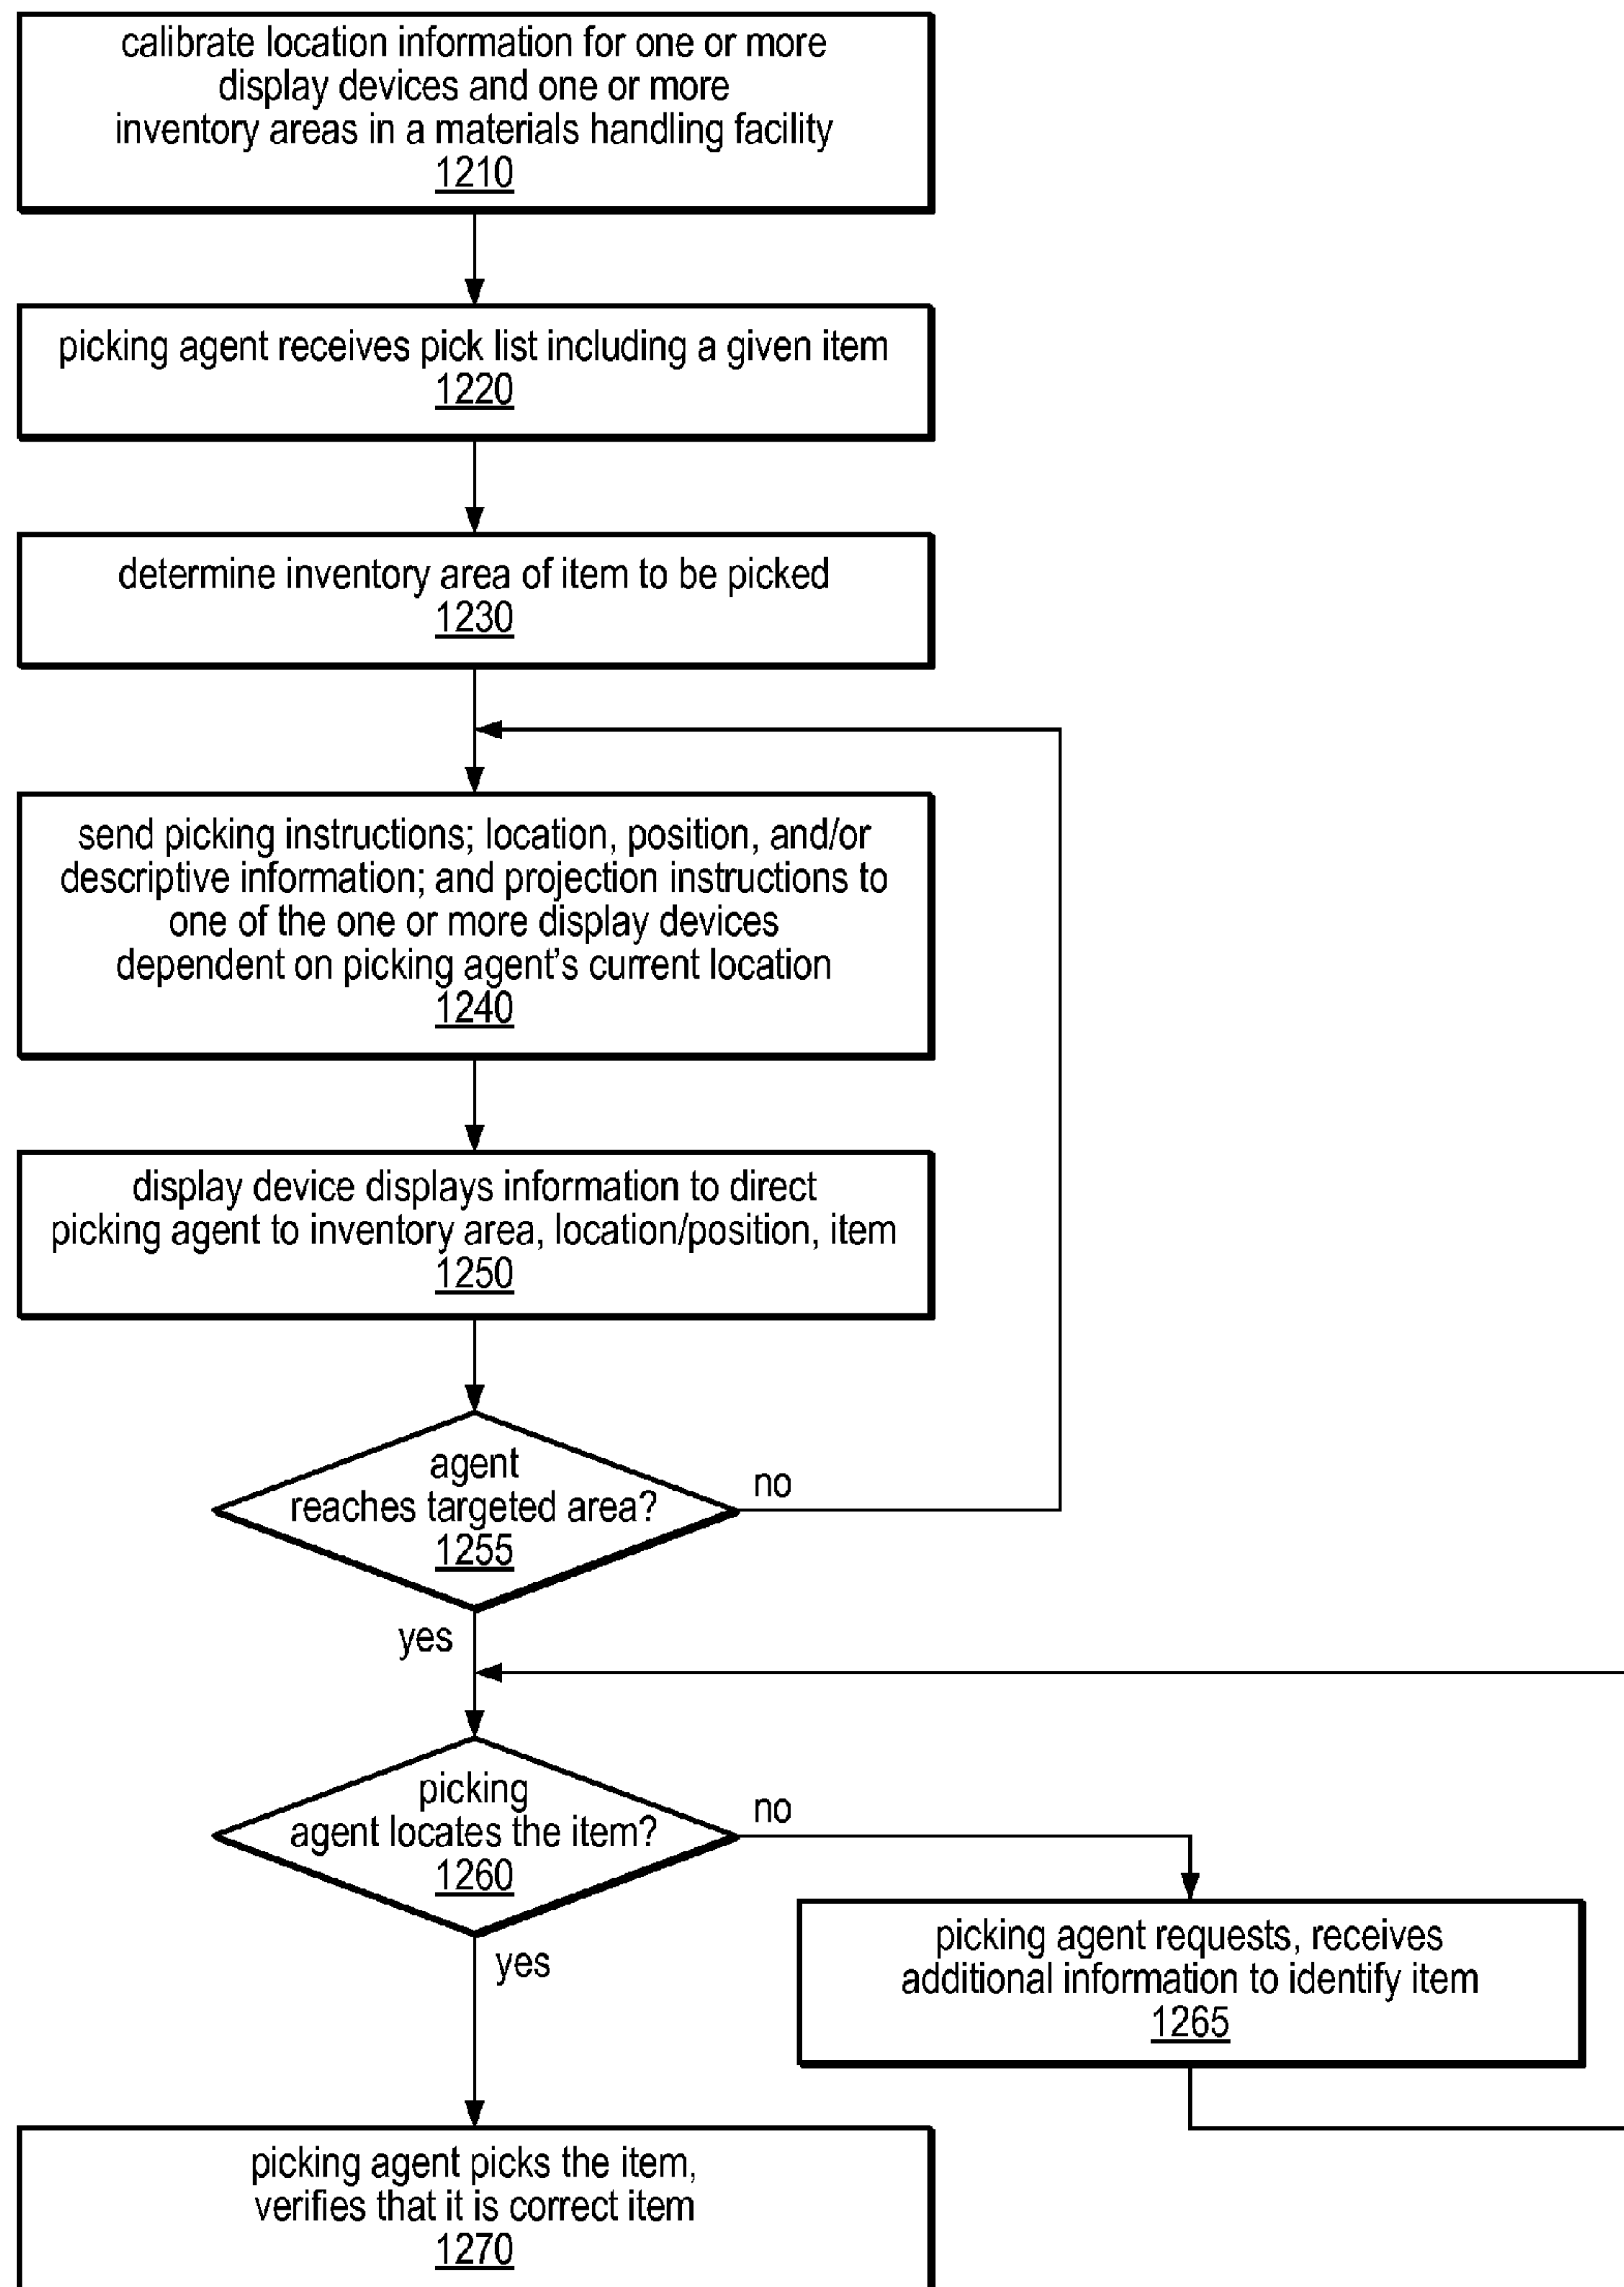 calibrate location information for one or more
display devices and one or more
inventory areas in a materials handling facility
1210
picking agent receives pick list including a given item
1220
determine inventory area of item to be picked
1230
send picking instructions; location, position, and/or
descriptive information; and projection instructions to
one of the one or more display devices
dependent on picking agent's current location
1240
display device displays information to direct
picking agent to inventory area, location/position, item
1250
agent
reaches targeted area?
1255
no
yes
picking
agent locates the item?
1260
no
yes
picking agent requests, receives
additional information to identify item
1265
picking agent picks the item,
verifies that it is correct item
1270